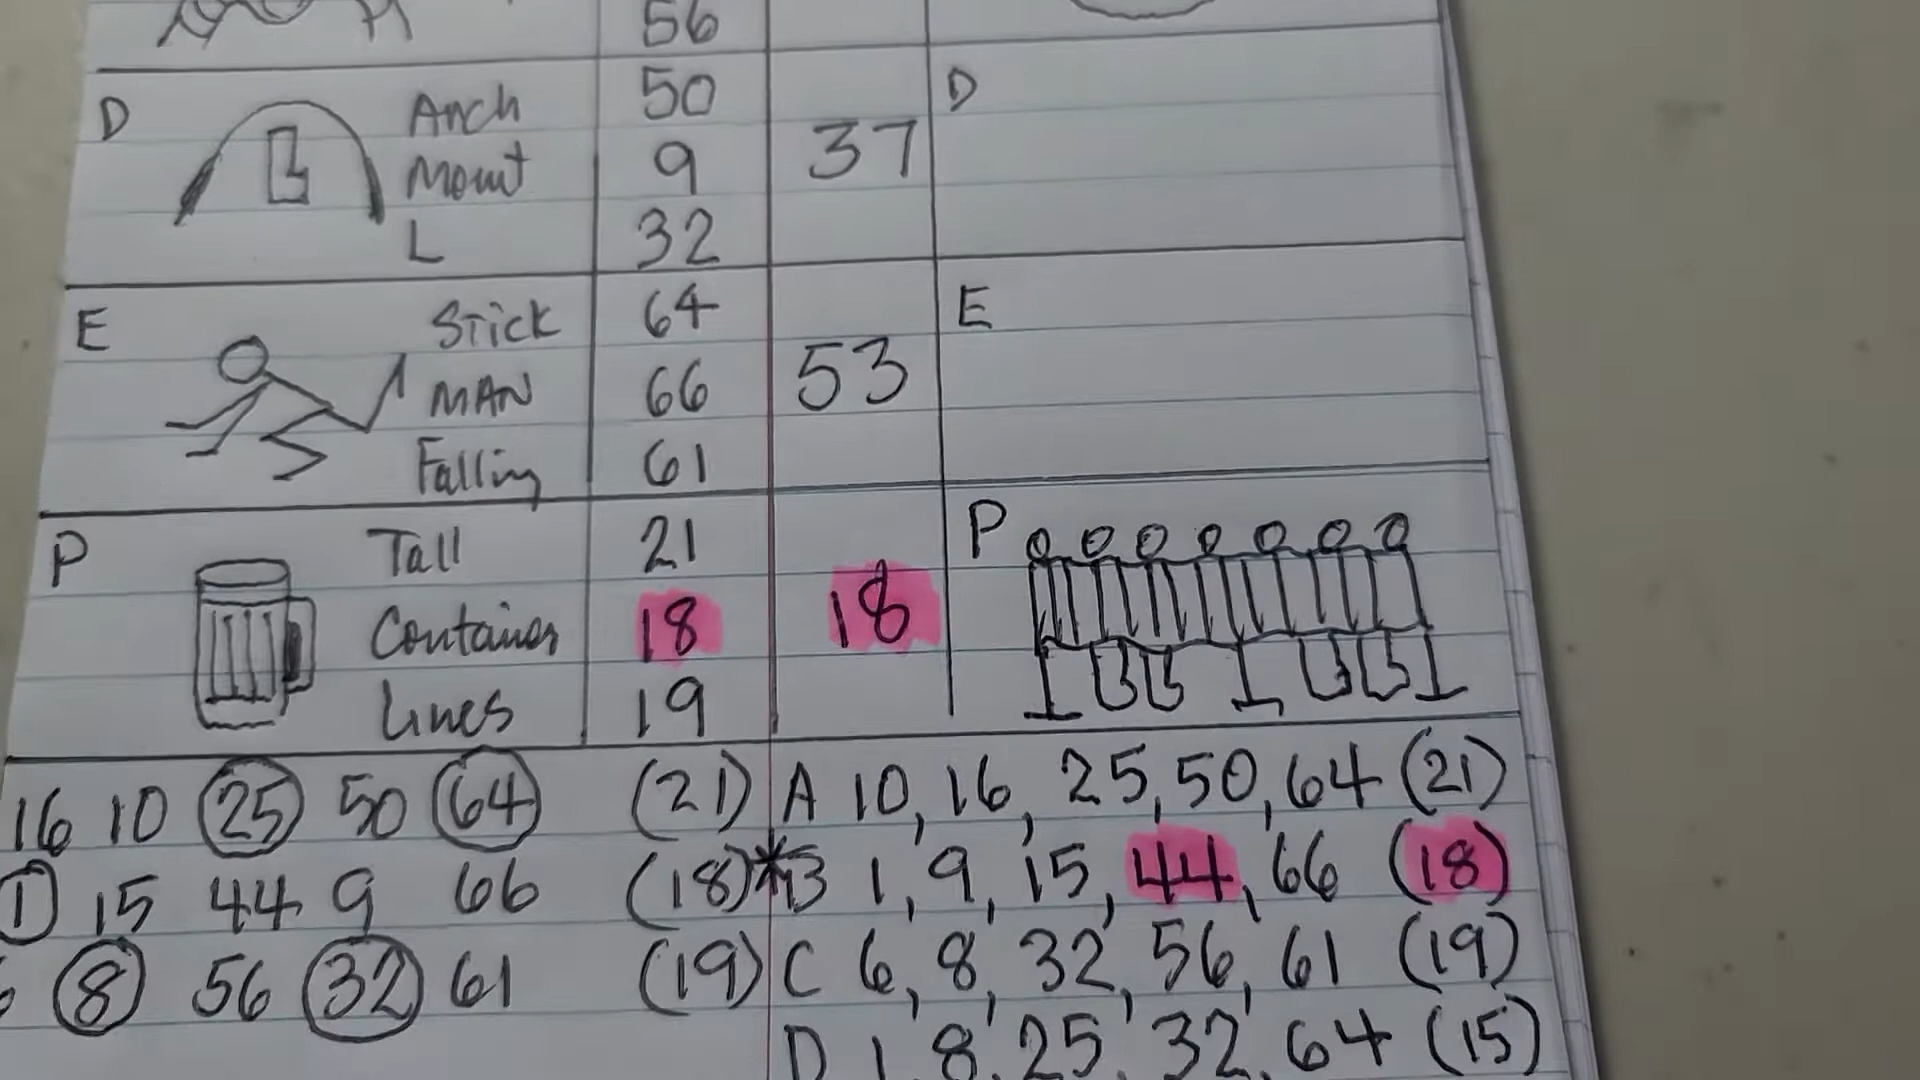 56
D Arch 50 D
Mount 9 37
L 32
E Stick 64 E
MAN 66 53
Falling 61
P Tall 21 P
Container 18 18
Lines 19
16 10 25 50 64 (21) A 10, 16, 25, 50, 64 (21)
1 15 44 9 66 (18) *B 1, 9, 15, 44, 66 (18)
8 56 32 61 (19) C 6, 8, 32, 56, 61 (19)
D 1, 8, 25, 32, 64 (15)